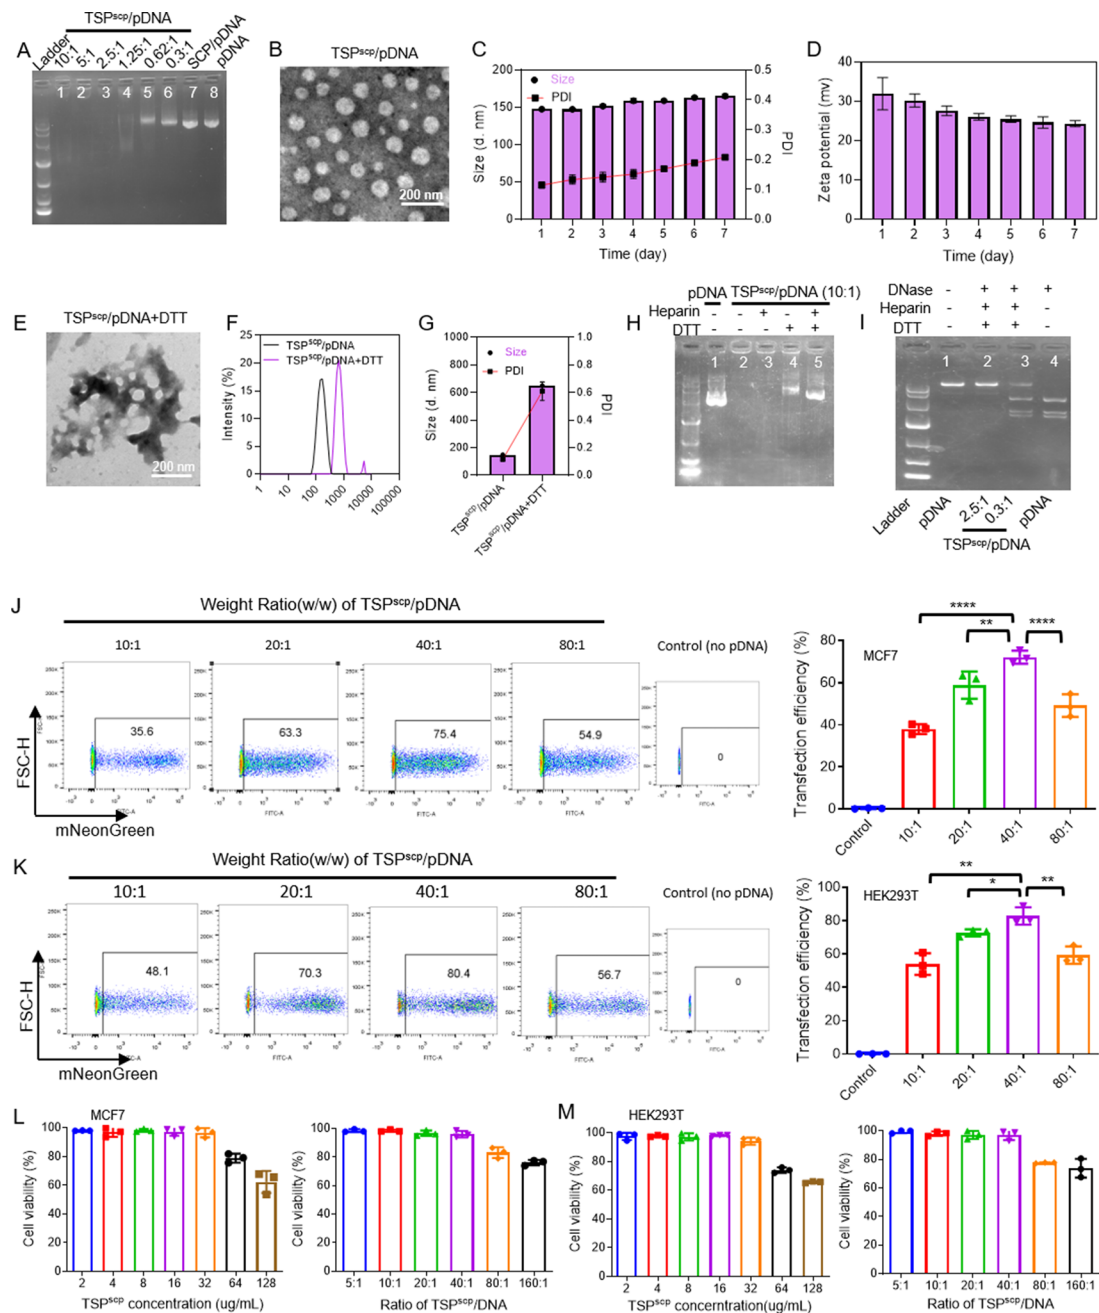 A
TSPscp/pDNA
Ladder
10:1
5:1
2.5:1
1.25:1
0.62:1
0.3:1
SCP/pDNA
pDNA
1 2 3 4 5 6 7 8
B
TSPscp/pDNA
200 nm
C
Size
PDI
Size (d. nm)
200
150
100
50
0
PDI
0.5
0.4
0.3
0.2
0.1
0.0
1 2 3 4 5 6 7
Time (day)
D
Zeta potential (mv)
40
30
20
10
0
1 2 3 4 5 6 7
Time (day)
E
TSPscp/pDNA+DTT
200 nm
F
TSPscp/pDNA
TSPscp/pDNA+DTT
Intensity (%)
25
20
15
10
5
0
1 10 100 1000 10000 100000
G
Size
PDI
Size (d. nm)
1000
800
600
400
200
0
PDI
1.0
0.8
0.6
0.4
0.2
0.0
TSPscp/pDNA
TSPscp/pDNA+DTT
H
pDNA TSPscp/pDNA (10:1)
Heparin - - + - +
DTT - - - + +
1 2 3 4 5
I
DNase - + + +
Heparin - + + -
DTT - + + -
1 2 3 4
Ladder
pDNA
2.5:1
0.3:1
pDNA
TSPscp/pDNA
J
Weight Ratio(w/w) of TSPscp/pDNA
10:1 20:1 40:1 80:1 Control (no pDNA)
35.6 63.3 75.4 54.9 0
FSC-H
FITC-A
mNeonGreen
MCF7
**** ** ****
Transfection efficiency (%)
80
60
40
20
0
Control 10:1 20:1 40:1 80:1
K
Weight Ratio(w/w) of TSPscp/pDNA
10:1 20:1 40:1 80:1 Control (no pDNA)
48.1 70.3 80.4 56.7 0
FSC-H
FITC-A
mNeonGreen
HEK293T
** * **
Transfection efficiency (%)
100
80
60
40
20
0
Control 10:1 20:1 40:1 80:1
L
MCF7
Cell viability (%)
100
80
60
40
20
0
2 4 8 16 32 64 128
TSPscp concentration (ug/mL)
Cell viability (%)
100
80
60
40
20
0
5:1 10:1 20:1 40:1 80:1 160:1
Ratio of TSPscp/DNA
M
HEK293T
Cell viability (%)
100
80
60
40
20
0
2 4 8 16 32 64 128
TSPscp concerntration(ug/mL)
Cell viability (%)
100
80
60
40
20
0
5:1 10:1 20:1 40:1 80:1 160:1
Ratio of TSPscp/DNA